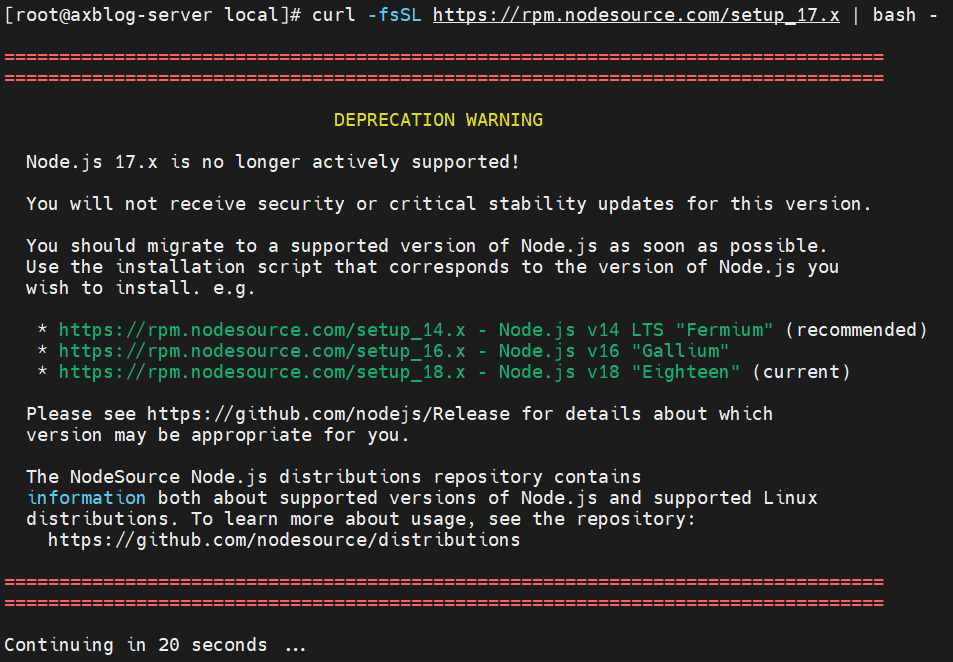 [root@axblog-server local]# curl -fsSL https://rpm.nodesource.com/setup_17.x | bash -
================================================================================
================================================================================
DEPRECATION WARNING
Node.js 17.x is no longer actively supported!
You will not receive security or critical stability updates for this version.
You should migrate to a supported version of Node.js as soon as possible.
Use the installation script that corresponds to the version of Node.js you
wish to install. e.g.
* https://rpm.nodesource.com/setup_14.x - Node.js v14 LTS "Fermium" (recommended)
* https://rpm.nodesource.com/setup_16.x - Node.js v16 "Gallium"
* https://rpm.nodesource.com/setup_18.x - Node.js v18 "Eighteen" (current)
Please see https://github.com/nodejs/Release for details about which
version may be appropriate for you.
The NodeSource Node.js distributions repository contains
information both about supported versions of Node.js and supported Linux
distributions. To learn more about usage, see the repository:
https://github.com/nodesource/distributions
================================================================================
================================================================================
Continuing in 20 seconds ...